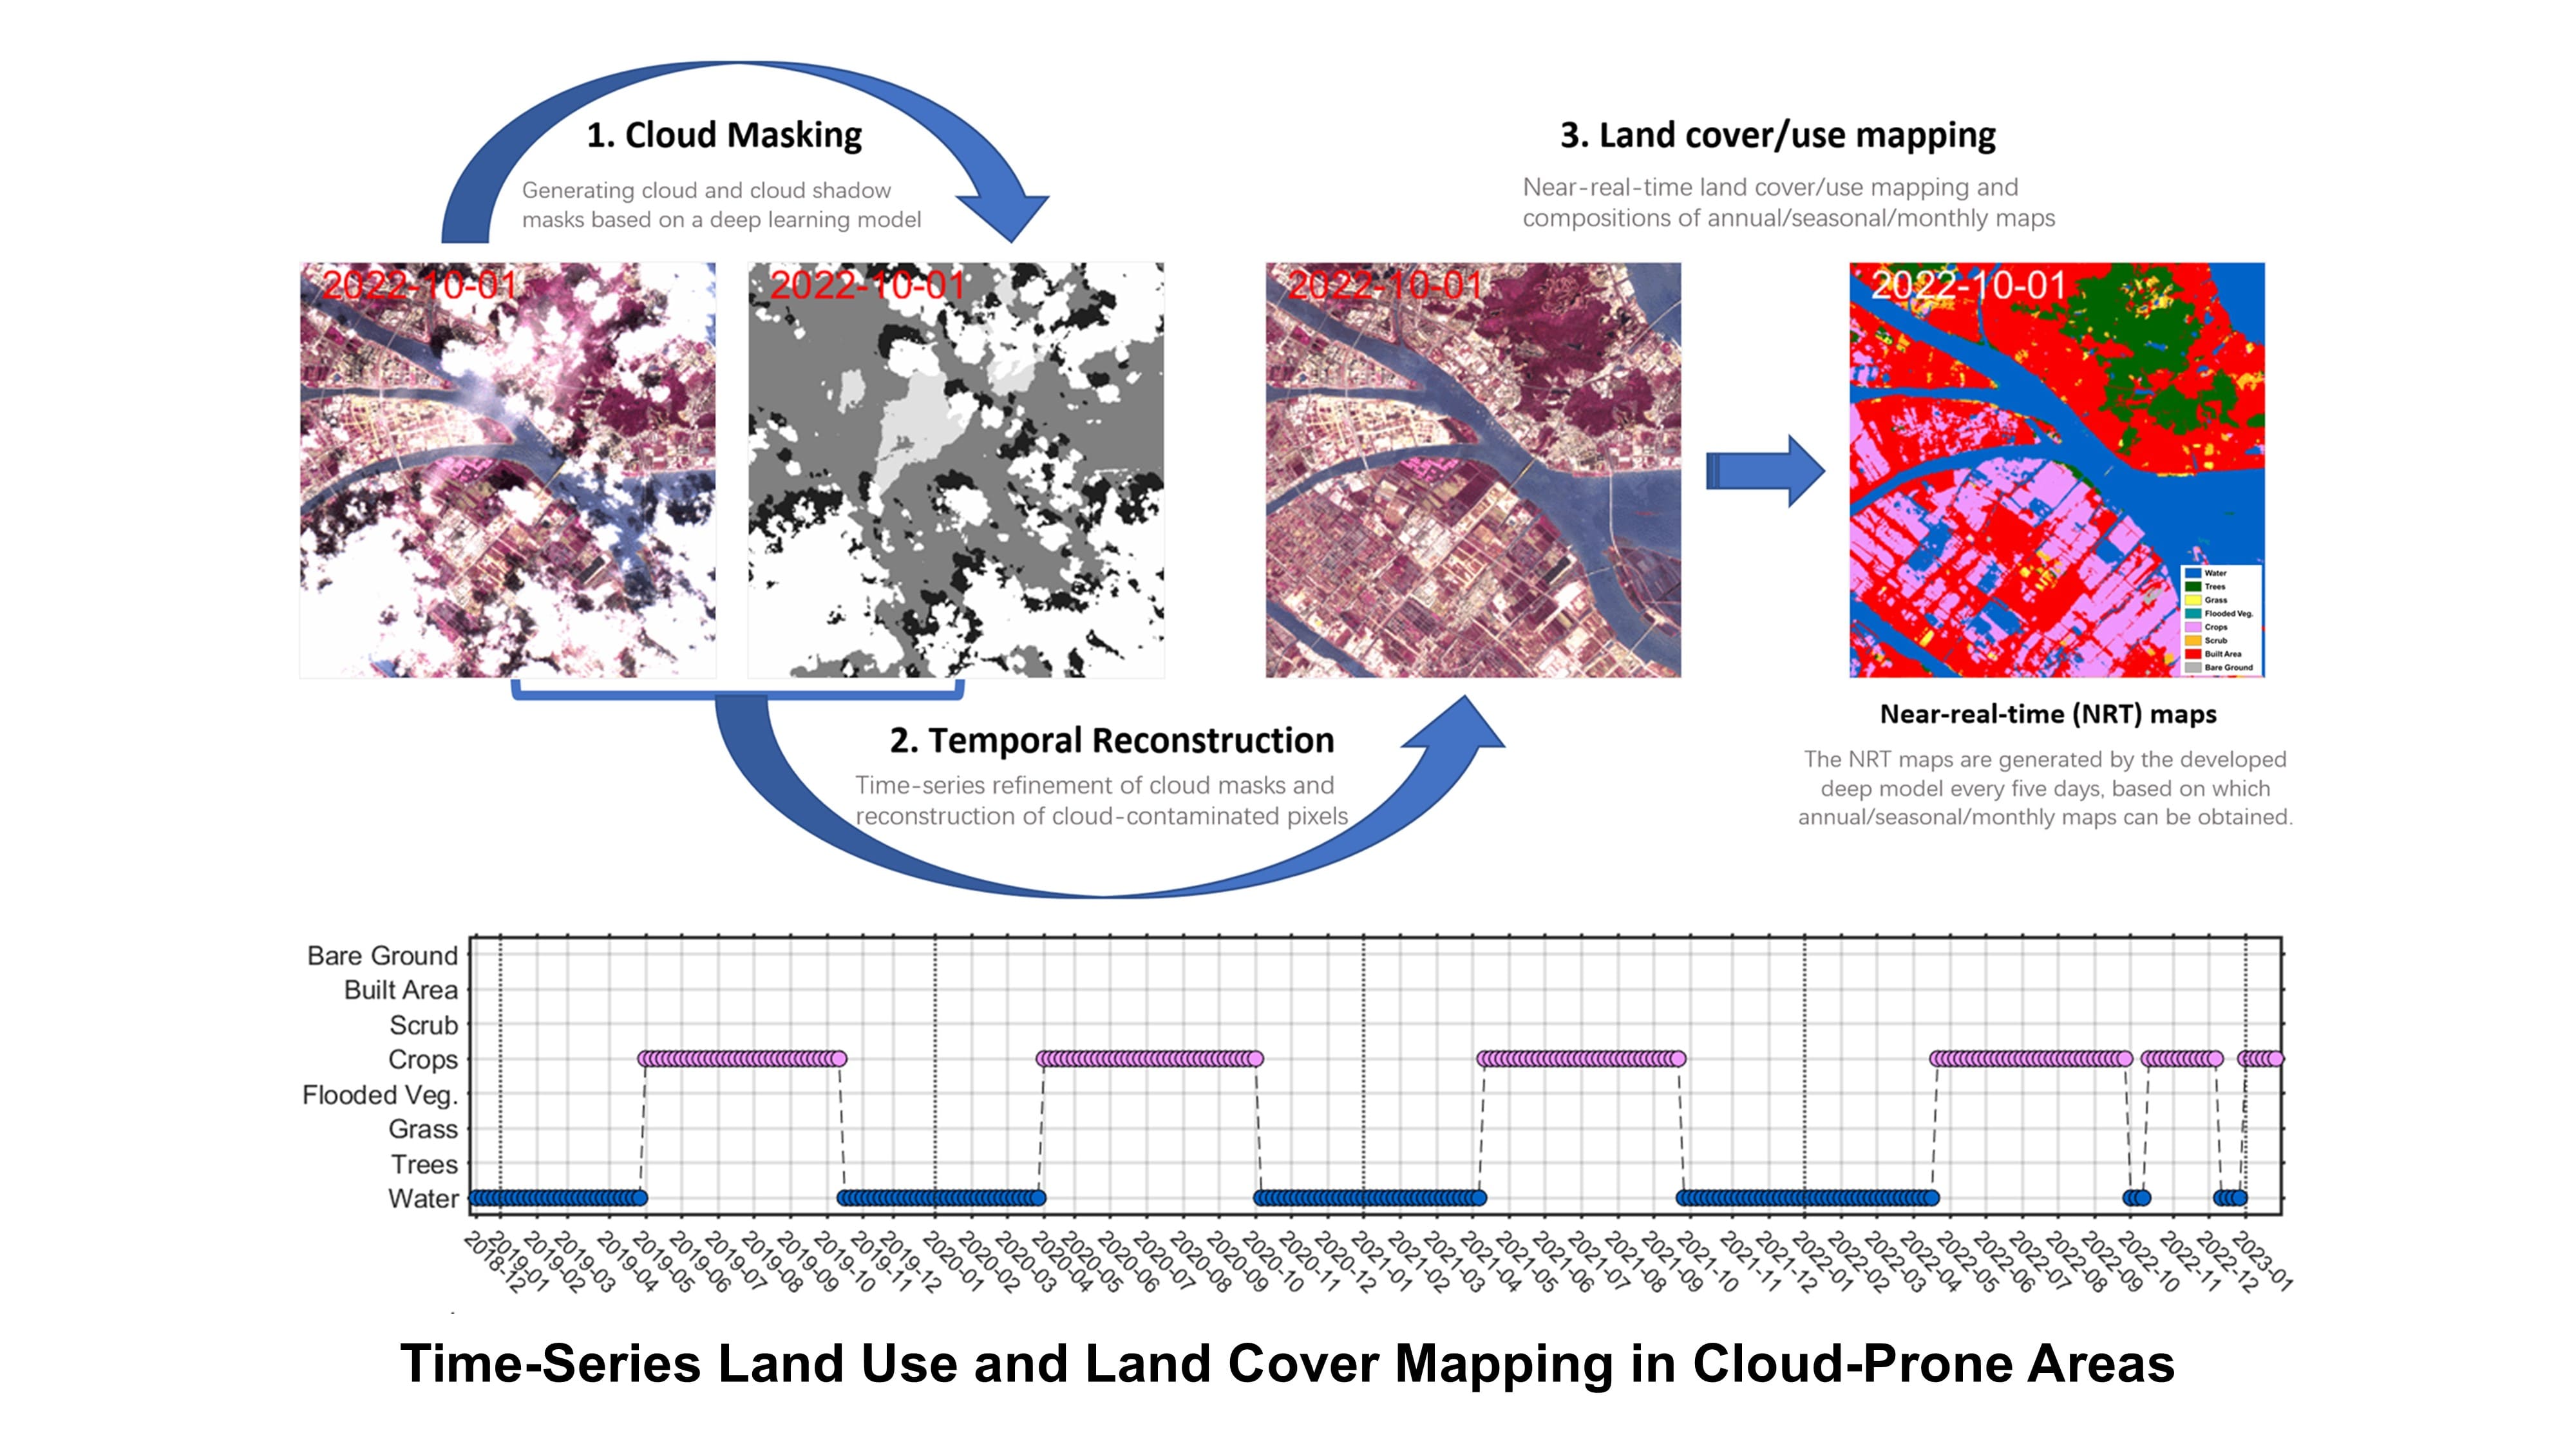 1. Cloud Masking
Generating cloud and cloud shadow
masks based on a deep learning model
3. Land cover/use mapping
Near-real-time land cover/use mapping and
compositions of annual/seasonal/monthly maps
2022-10-01
2022-10-01
2022-10-01
2022-10-01
Water
Trees
Grass
Flooded Veg.
Crops
Scrub
Built Area
Bare Ground
2. Temporal Reconstruction
Time-series refinement of cloud masks and
reconstruction of cloud-contaminated pixels
Near-real-time (NRT) maps
The NRT maps are generated by the developed
deep model every five days, based on which
annual/seasonal/monthly maps can be obtained.
Bare Ground
Built Area
Scrub
Crops
Flooded Veg.
Grass
Trees
Water
2018-12
2019-01
2019-02
2019-03
2019-04
2019-05
2019-06
2019-07
2019-08
2019-09
2019-10
2019-11
2019-12
2020-01
2020-02
2020-03
2020-04
2020-05
2020-06
2020-07
2020-08
2020-09
2020-10
2020-11
2020-12
2021-01
2021-02
2021-03
2021-04
2021-05
2021-06
2021-07
2021-08
2021-09
2021-10
2021-11
2021-12
2022-01
2022-02
2022-03
2022-04
2022-05
2022-06
2022-07
2022-08
2022-09
2022-10
2022-11
2022-12
2023-01
Time-Series Land Use and Land Cover Mapping in Cloud-Prone Areas